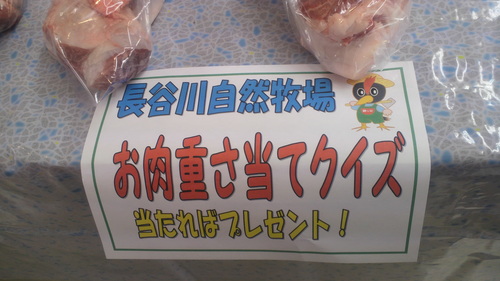 長谷川自然牧場
お肉重さ当てクイズ
当たればプレゼント！